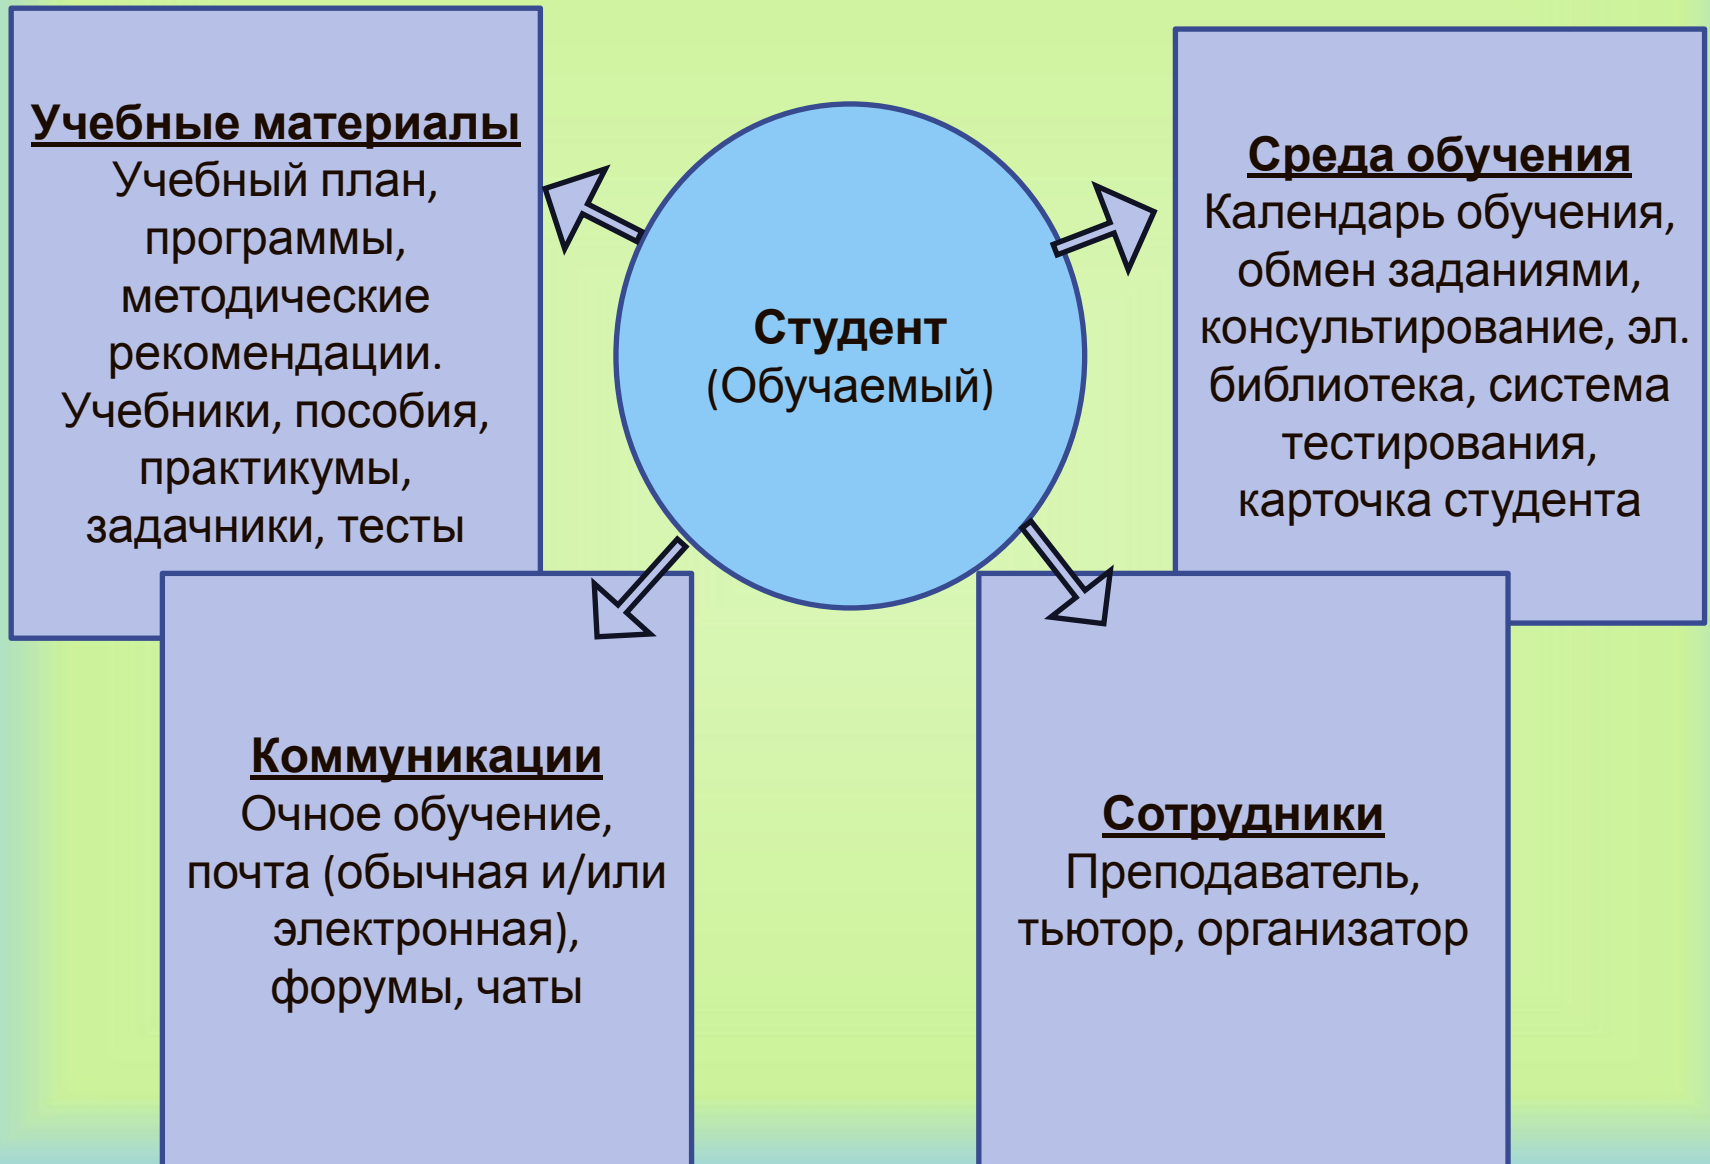 Учебные материалы
Учебный план,
программы,
методические
рекомендации.
Учебники, пособия,
практикумы,
задачники, тесты
Студент
(Обучаемый)
Среда обучения
Календарь обучения,
обмен заданиями,
консультирование, эл.
библиотека, система
тестирования,
карточка студента
Коммуникации
Очное обучение,
почта (обычная и/или
электронная),
форумы, чаты
Сотрудники
Преподаватель,
тьютор, организатор